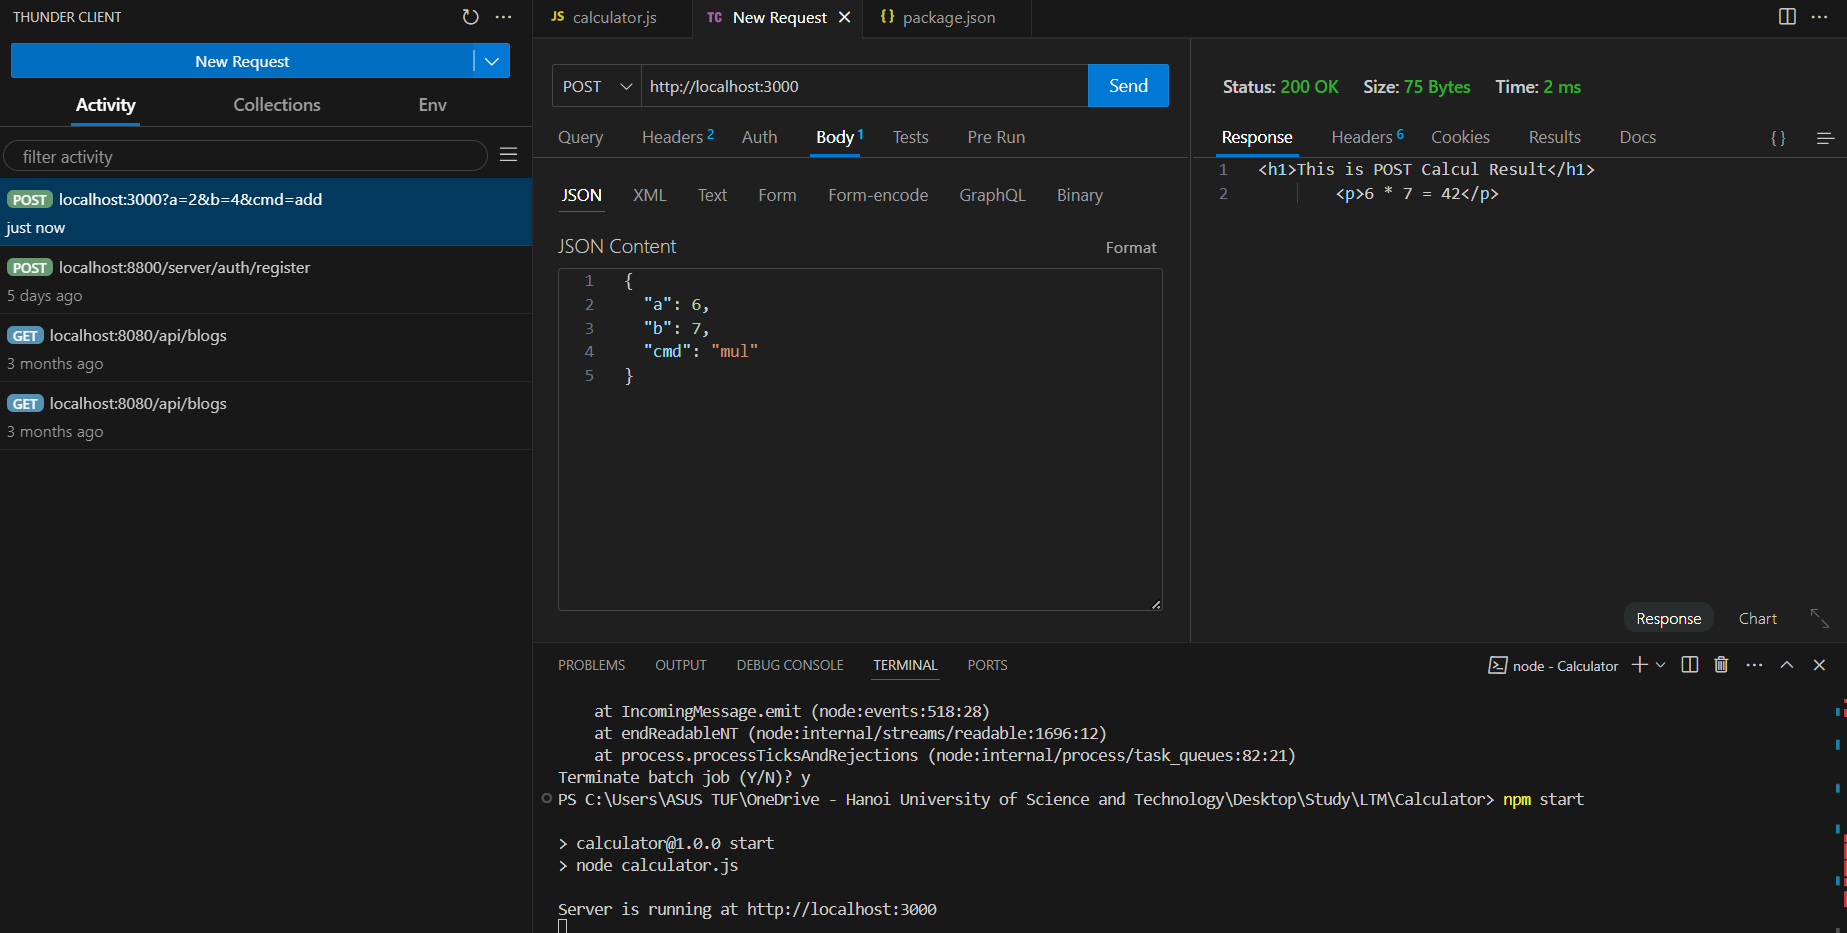 THUNDER CLIENT
New Request
Activity
Collections
Env
filter activity
POST localhost:3000?a=2&b=4&cmd=add
just now
POST localhost:8800/server/auth/register
5 days ago
GET localhost:8080/api/blogs
3 months ago
GET localhost:8080/api/blogs
3 months ago
JS calculator.js
TC New Request
{} package.json
POST
http://localhost:3000
Send
Query
Headers 2
Auth
Body 1
Tests
Pre Run
JSON
XML
Text
Form
Form-encode
GraphQL
Binary
JSON Content
Format
1 {
2 "a": 6,
3 "b": 7,
4 "cmd": "mul"
5 }
Status: 200 OK
Size: 75 Bytes
Time: 2 ms
Response
Headers 6
Cookies
Results
Docs
{ }
1 <h1>This is POST Calcul Result</h1>
2 <p>6 * 7 = 42</p>
Response
Chart
PROBLEMS
OUTPUT
DEBUG CONSOLE
TERMINAL
PORTS
node - Calculator
at IncomingMessage.emit (node:events:518:28)
at endReadableNT (node:internal/streams/readable:1696:12)
at process.processTicksAndRejections (node:internal/process/task_queues:82:21)
Terminate batch job (Y/N)? y
PS C:\Users\ASUS TUF\OneDrive - Hanoi University of Science and Technology\Desktop\Study\LTM\Calculator> npm start
> calculator@1.0.0 start
> node calculator.js
Server is running at http://localhost:3000